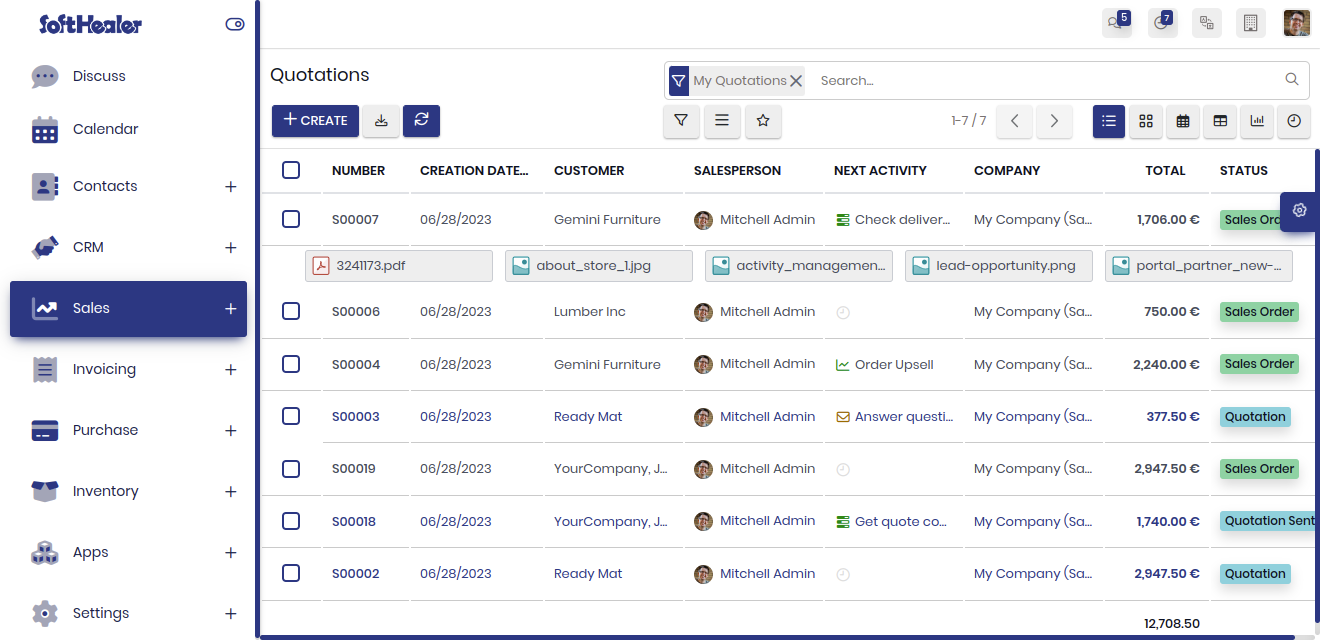 SoftHealer
5
7
Discuss
Calendar
Contacts
CRM
Sales
Invoicing
Purchase
Inventory
Apps
Settings
Quotations
My Quotations
Search...
CREATE
1-7 / 7
NUMBER CREATION DATE... CUSTOMER SALESPERSON NEXT ACTIVITY COMPANY TOTAL STATUS
S00007 06/28/2023 Gemini Furniture Mitchell Admin Check deliver... My Company (Sa... 1,706.00 € Sales Ord
3241173.pdf about_store_1.jpg activity_managemen... lead-opportunity.png portal_partner_new-...
S00006 06/28/2023 Lumber Inc Mitchell Admin My Company (Sa... 750.00 € Sales Order
S00004 06/28/2023 Gemini Furniture Mitchell Admin Order Upsell My Company (Sa... 2,240.00 € Sales Order
S00003 06/28/2023 Ready Mat Mitchell Admin Answer questi... My Company (Sa... 377.50 € Quotation
S00019 06/28/2023 YourCompany, J... Mitchell Admin My Company (Sa... 2,947.50 € Sales Order
S00018 06/28/2023 YourCompany, J... Mitchell Admin Get quote co... My Company (Sa... 1,740.00 € Quotation Sent
S00002 06/28/2023 Ready Mat Mitchell Admin My Company (Sa... 2,947.50 € Quotation
12,708.50